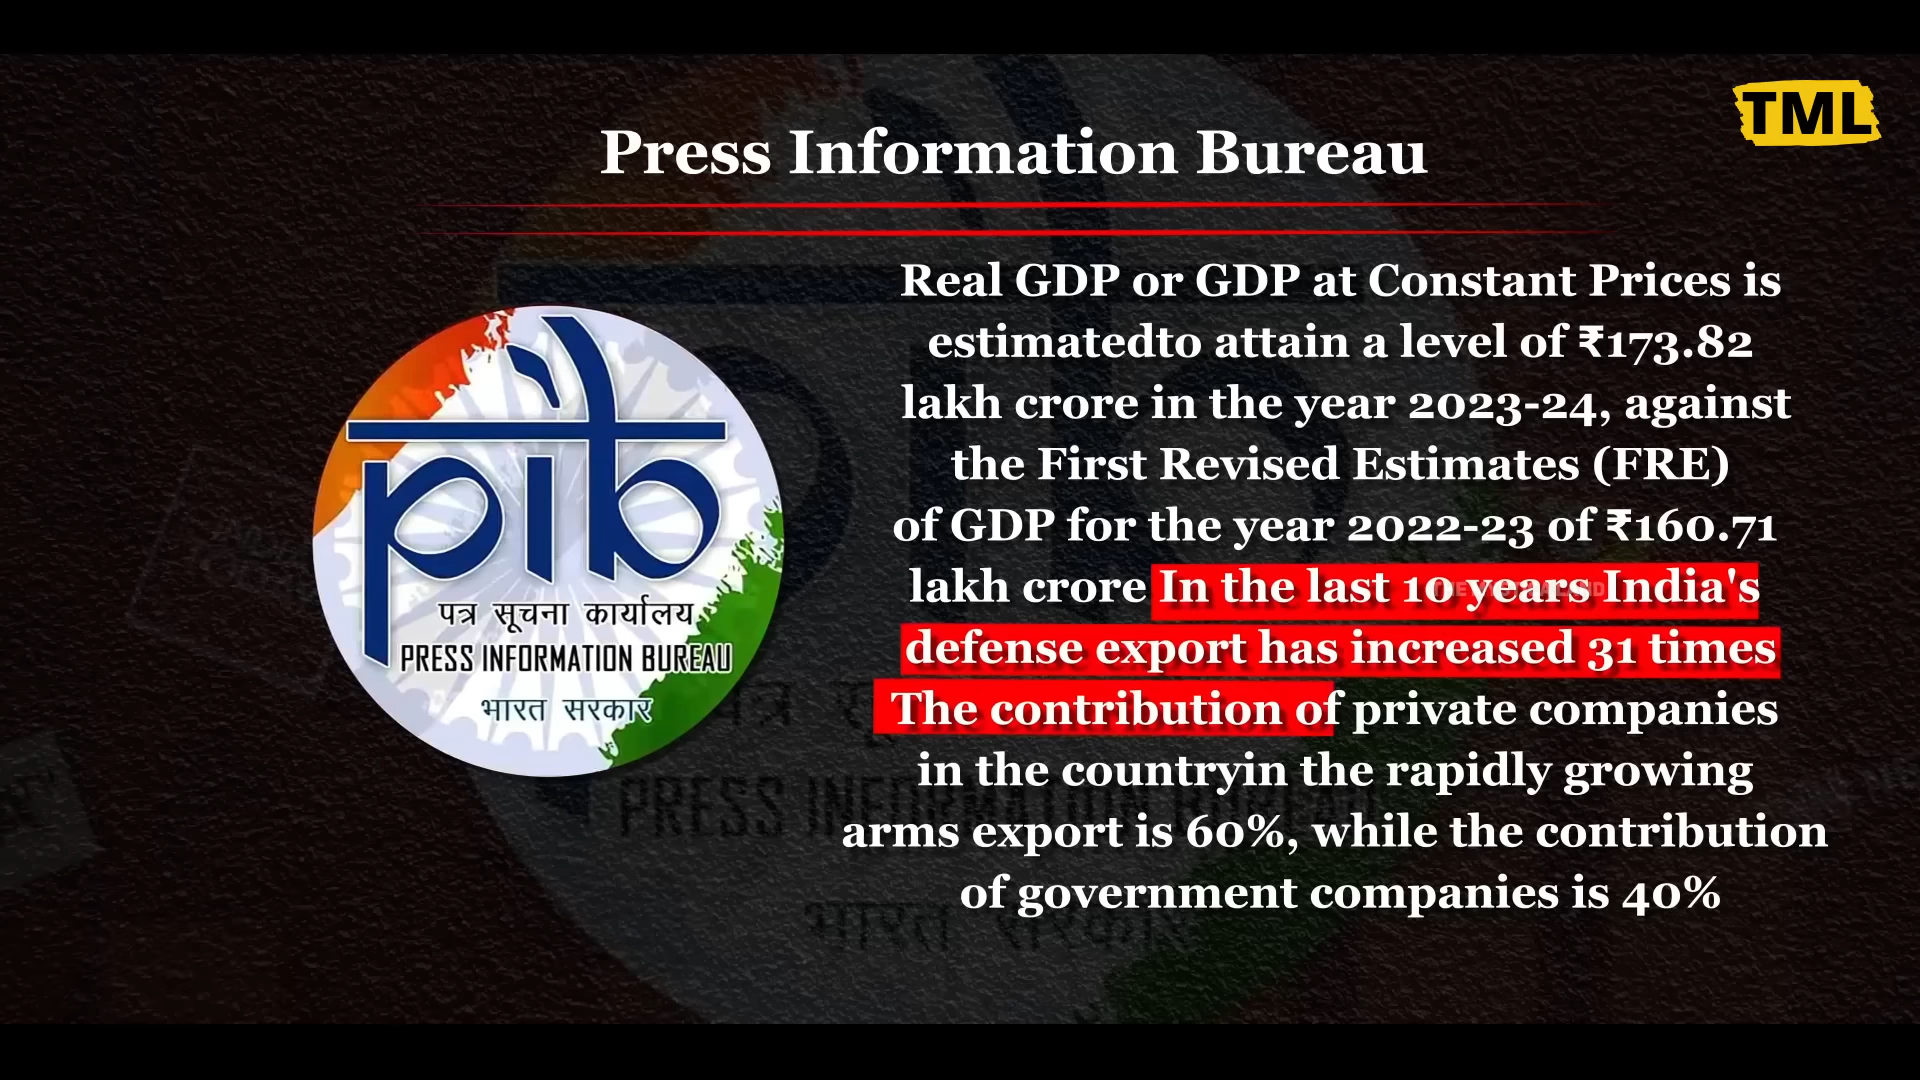 TML
Press Information Bureau
Real GDP or GDP at Constant Prices is
estimatedto attain a level of ₹173.82
lakh crore in the year 2023-24, against
the First Revised Estimates (FRE)
of GDP for the year 2022-23 of ₹160.71
lakh crore In the last 10 years India's
defense export has increased 31 times
The contribution of private companies
in the countryin the rapidly growing
arms export is 60%, while the contribution
of government companies is 40%
pib
पत्र सूचना कार्यालय
PRESS INFORMATION BUREAU
भारत सरकार